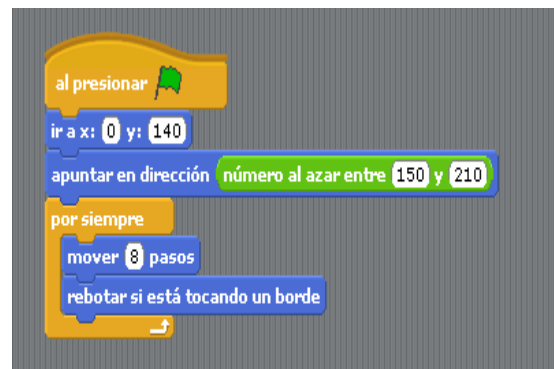 al presionar
ir a x: 0 y: 140
apuntar en dirección número al azar entre 150 y 210
por siempre
mover 8 pasos
rebotar si está tocando un borde